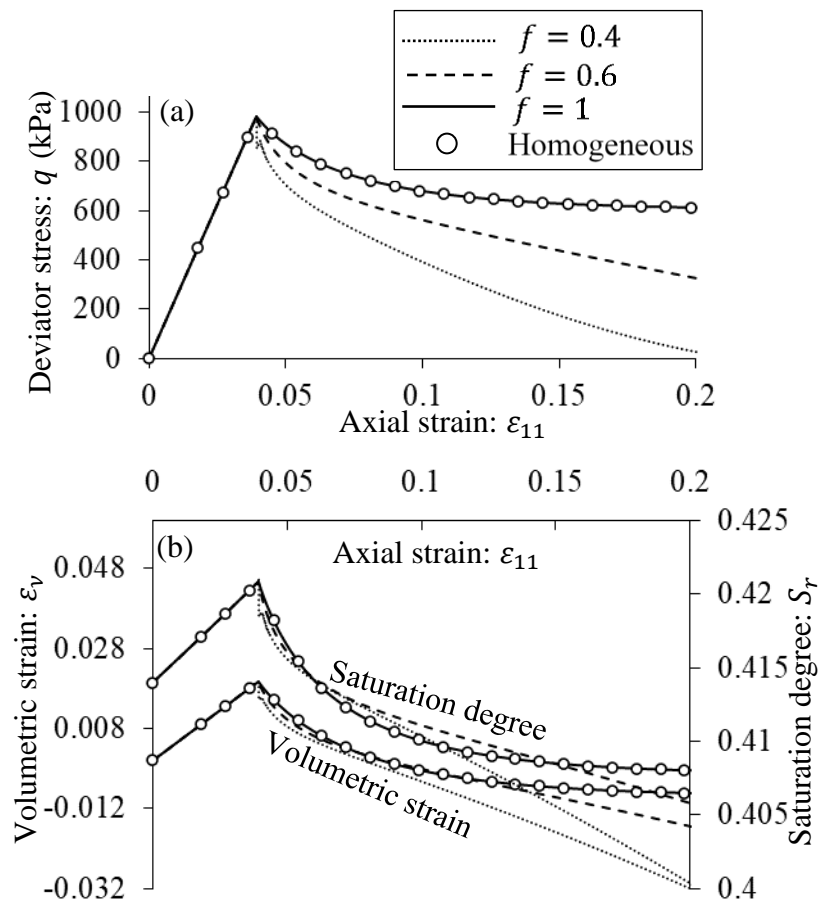 f = 0.4
f = 0.6
f = 1
Homogeneous
(a)
Deviator stress: q (kPa)
1000
800
600
400
200
0
0 0.05 0.1 0.15 0.2
Axial strain: ε₁₁
0 0.05 0.1 0.15 0.2
(b)
Axial strain: ε₁₁
Volumetric strain: εᵥ
0.048
0.028
0.008
-0.012
-0.032
Saturation degree
Volumetric strain
0.425
0.42
0.415
0.41
0.405
0.4
Saturation degree: Sᵣ